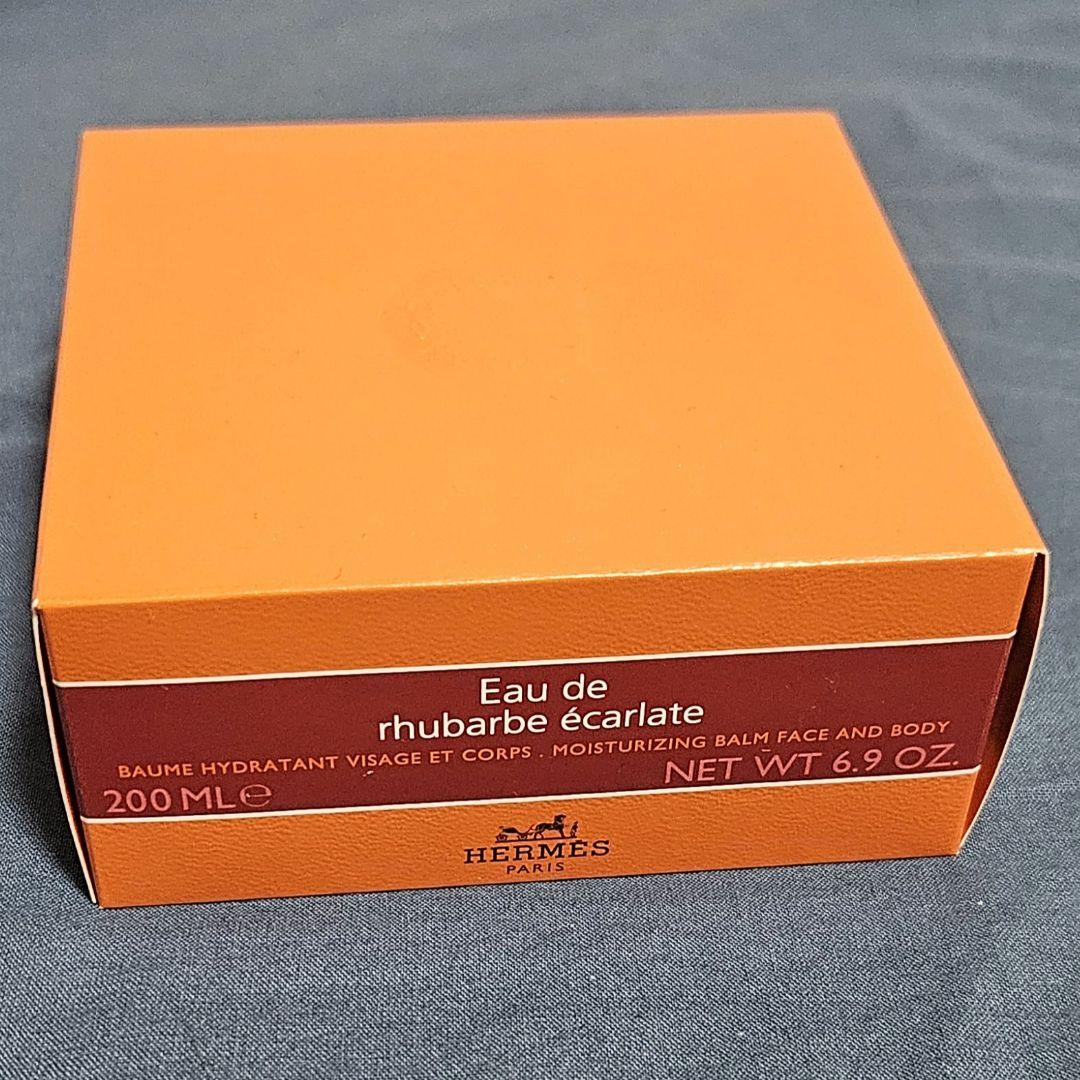 Eau de
rhubarbe écarlate
BAUME HYDRATANT VISAGE ET CORPS . MOISTURIZING BALM FACE AND BODY
200 ML ℮ NET WT 6.9 OZ.
HERMÈS
PARIS